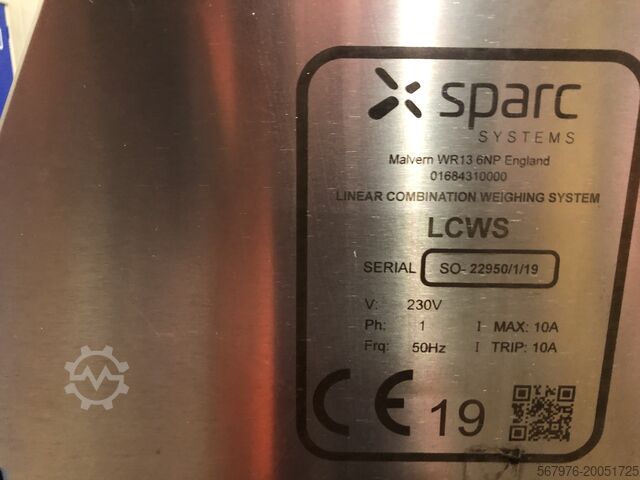 sparc
SYSTEMS
Malvern WR13 6NP England
01684310000
LINEAR COMBINATION WEIGHING SYSTEM
LCWS
SERIAL SO- 22950/1/19
V: 230V
Ph: 1 I MAX: 10A
Frq: 50Hz I TRIP: 10A
CE 19
567976-20051725